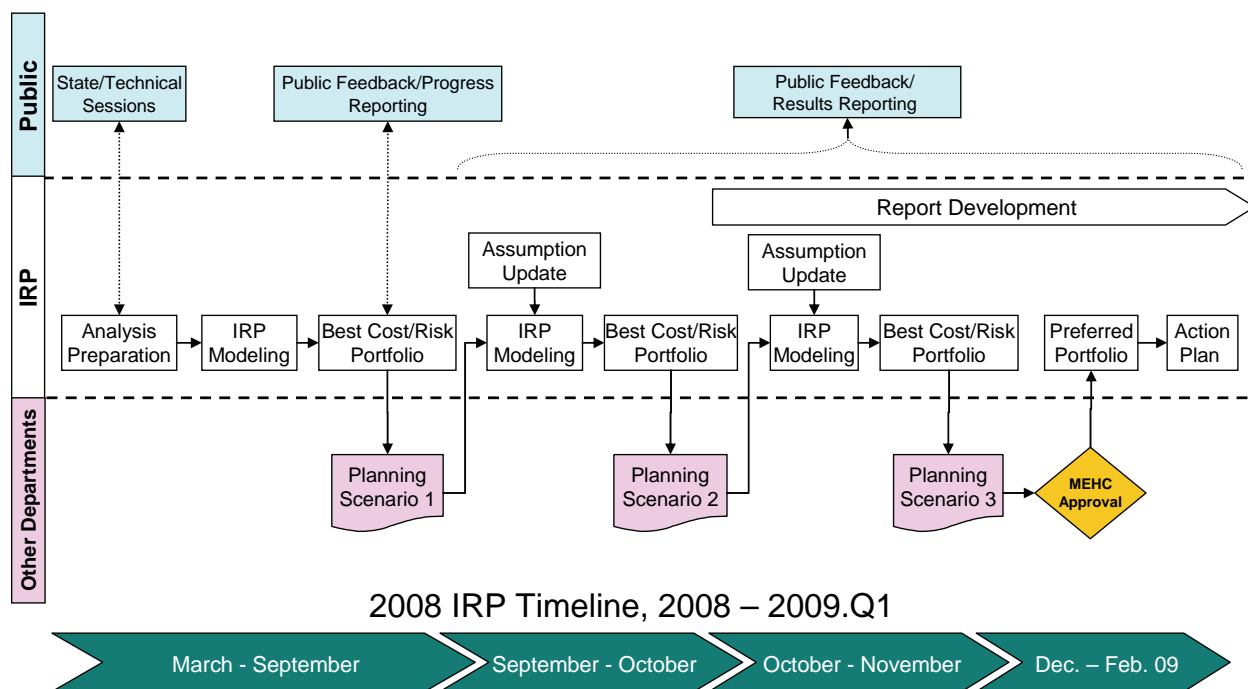 Public
State/Technical
Sessions
Public Feedback/Progress
Reporting
Public Feedback/
Results Reporting
IRP
Report Development
Assumption
Update
Assumption
Update
Analysis
Preparation
IRP
Modeling
Best Cost/Risk
Portfolio
IRP
Modeling
Best Cost/Risk
Portfolio
IRP
Modeling
Best Cost/Risk
Portfolio
Preferred
Portfolio
Action
Plan
Other Departments
Planning
Scenario 1
Planning
Scenario 2
Planning
Scenario 3
MEHC
Approval
2008 IRP Timeline, 2008 – 2009.Q1
March - September
September - October
October - November
Dec. – Feb. 09